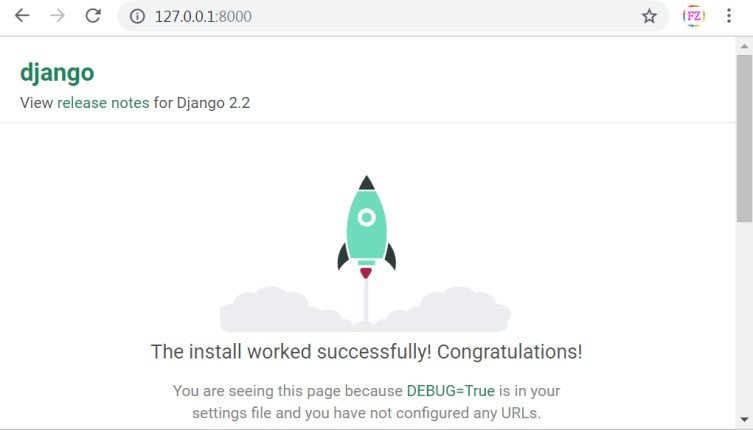 127.0.0.1:8000
FZ
django
View release notes for Django 2.2
The install worked successfully! Congratulations!
You are seeing this page because DEBUG=True is in your
settings file and you have not configured any URLs.